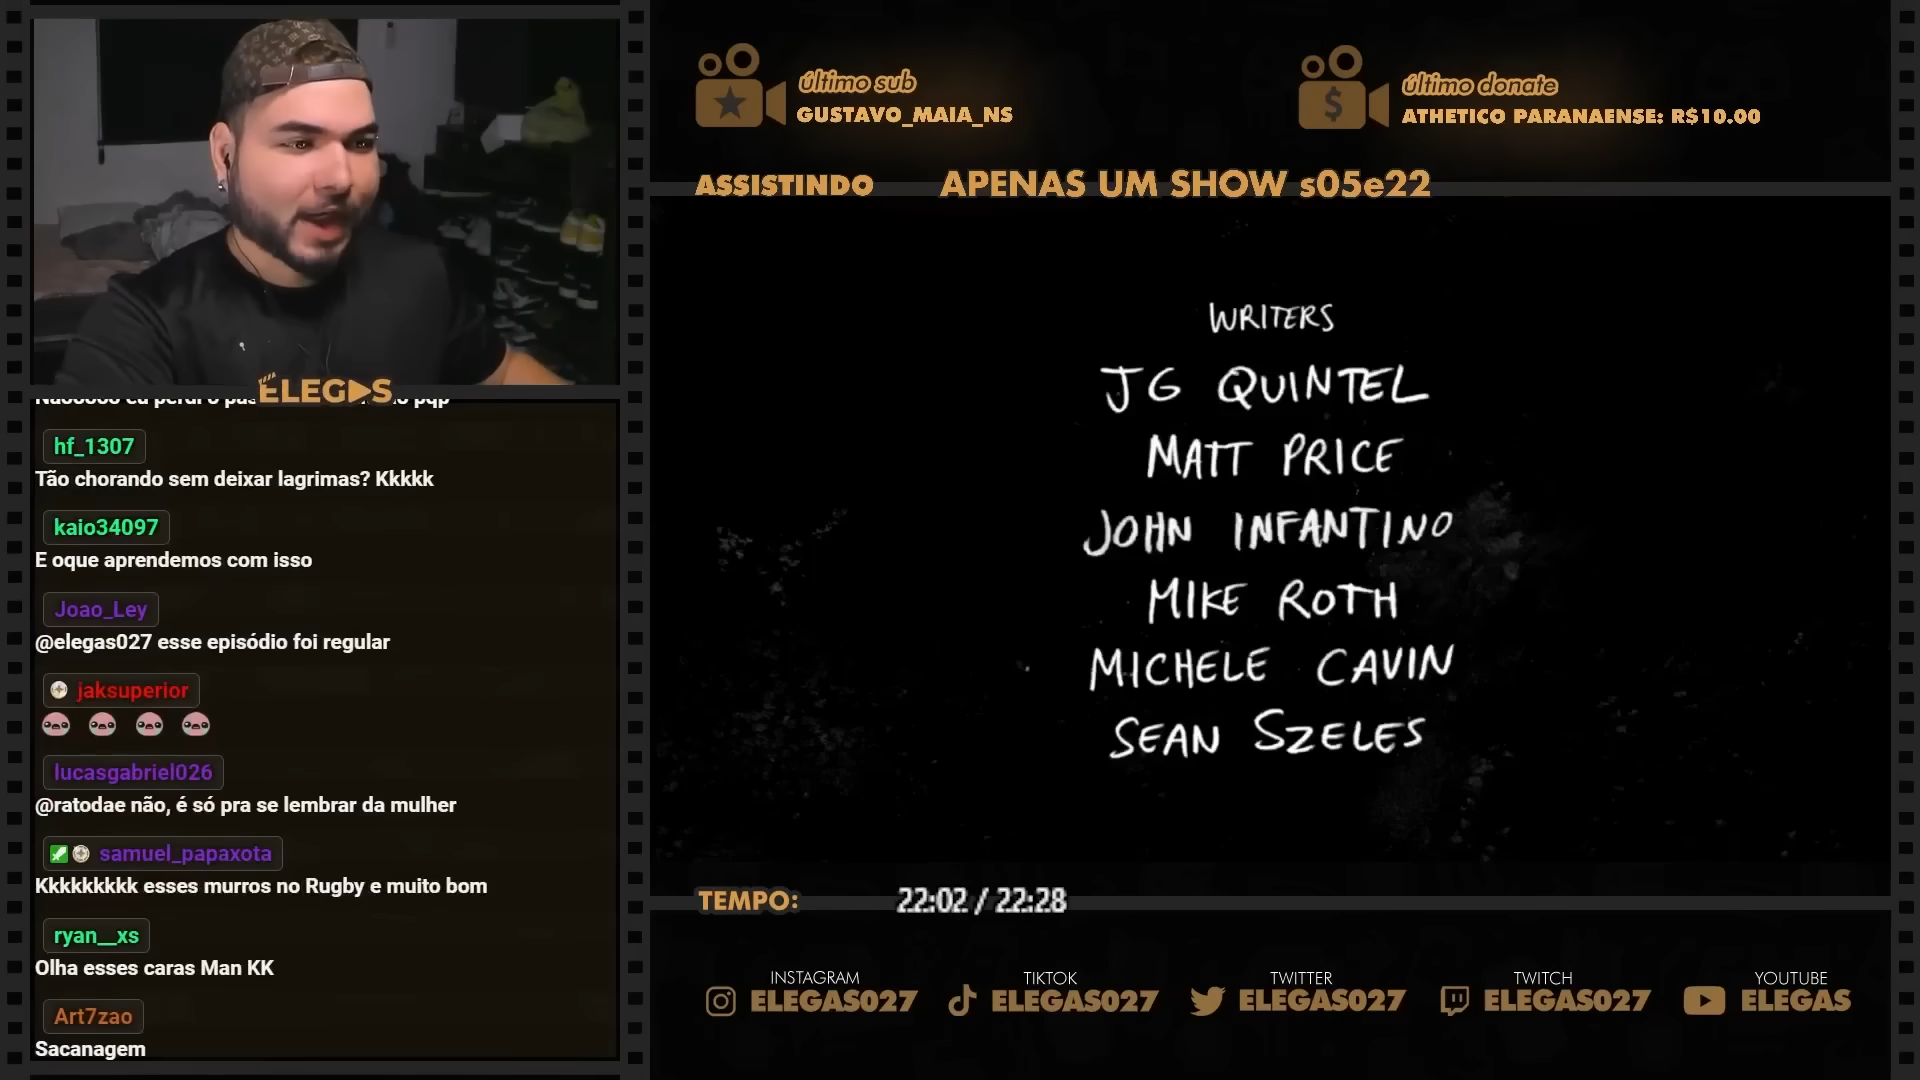 último sub
GUSTAVO_MAIA_NS
último donate
ATHETICO PARANAENSE: R$10.00
ASSISTINDO
APENAS UM SHOW s05e22
ELEGAS
pqp
hf_1307
Tão chorando sem deixar lagrimas? Kkkkk
kaio34097
E oque aprendemos com isso
Joao_Ley
@elegas027 esse episódio foi regular
jaksuperior
lucasgabriel026
@ratodae não, é só pra se lembrar da mulher
samuel_papaxota
Kkkkkkkkk esses murros no Rugby e muito bom
ryan__xs
Olha esses caras Man KK
Art7zao
Sacanagem
WRITERS
JG QUINTEL
MATT PRICE
JOHN INFANTINO
MIKE ROTH
MICHELE CAVIN
SEAN SZELES
TEMPO:
22:02 / 22:28
INSTAGRAM
ELEGAS027
TIKTOK
ELEGAS027
TWITTER
ELEGAS027
TWITCH
ELEGAS027
YOUTUBE
ELEGAS